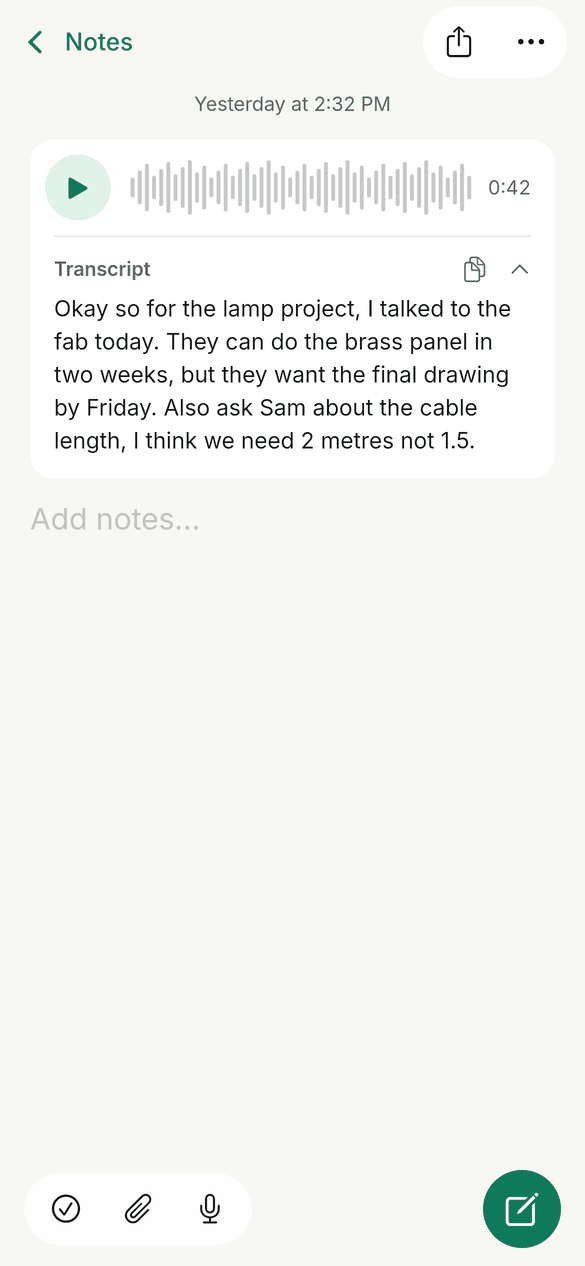 Notes
Yesterday at 2:32 PM
0:42
Transcript
Okay so for the lamp project, I talked to the
fab today. They can do the brass panel in
two weeks, but they want the final drawing
by Friday. Also ask Sam about the cable
length, I think we need 2 metres not 1.5.
Add notes...